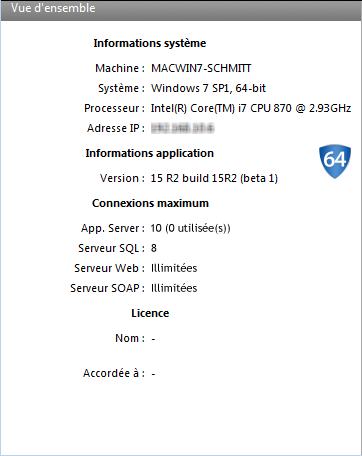 Vue d'ensemble
Informations système
Machine : MACWIN7-SCHMITT
Système : Windows 7 SP1, 64-bit
Processeur : Intel(R) Core(TM) i7 CPU 870 @ 2.93GHz
Adresse IP :
Informations application
64
Version : 15 R2 build 15R2 (beta 1)
Connexions maximum
App. Server : 10 (0 utilisée(s))
Serveur SQL : 8
Serveur Web : Illimitées
Serveur SOAP : Illimitées
Licence
Nom : -
Accordée à : -